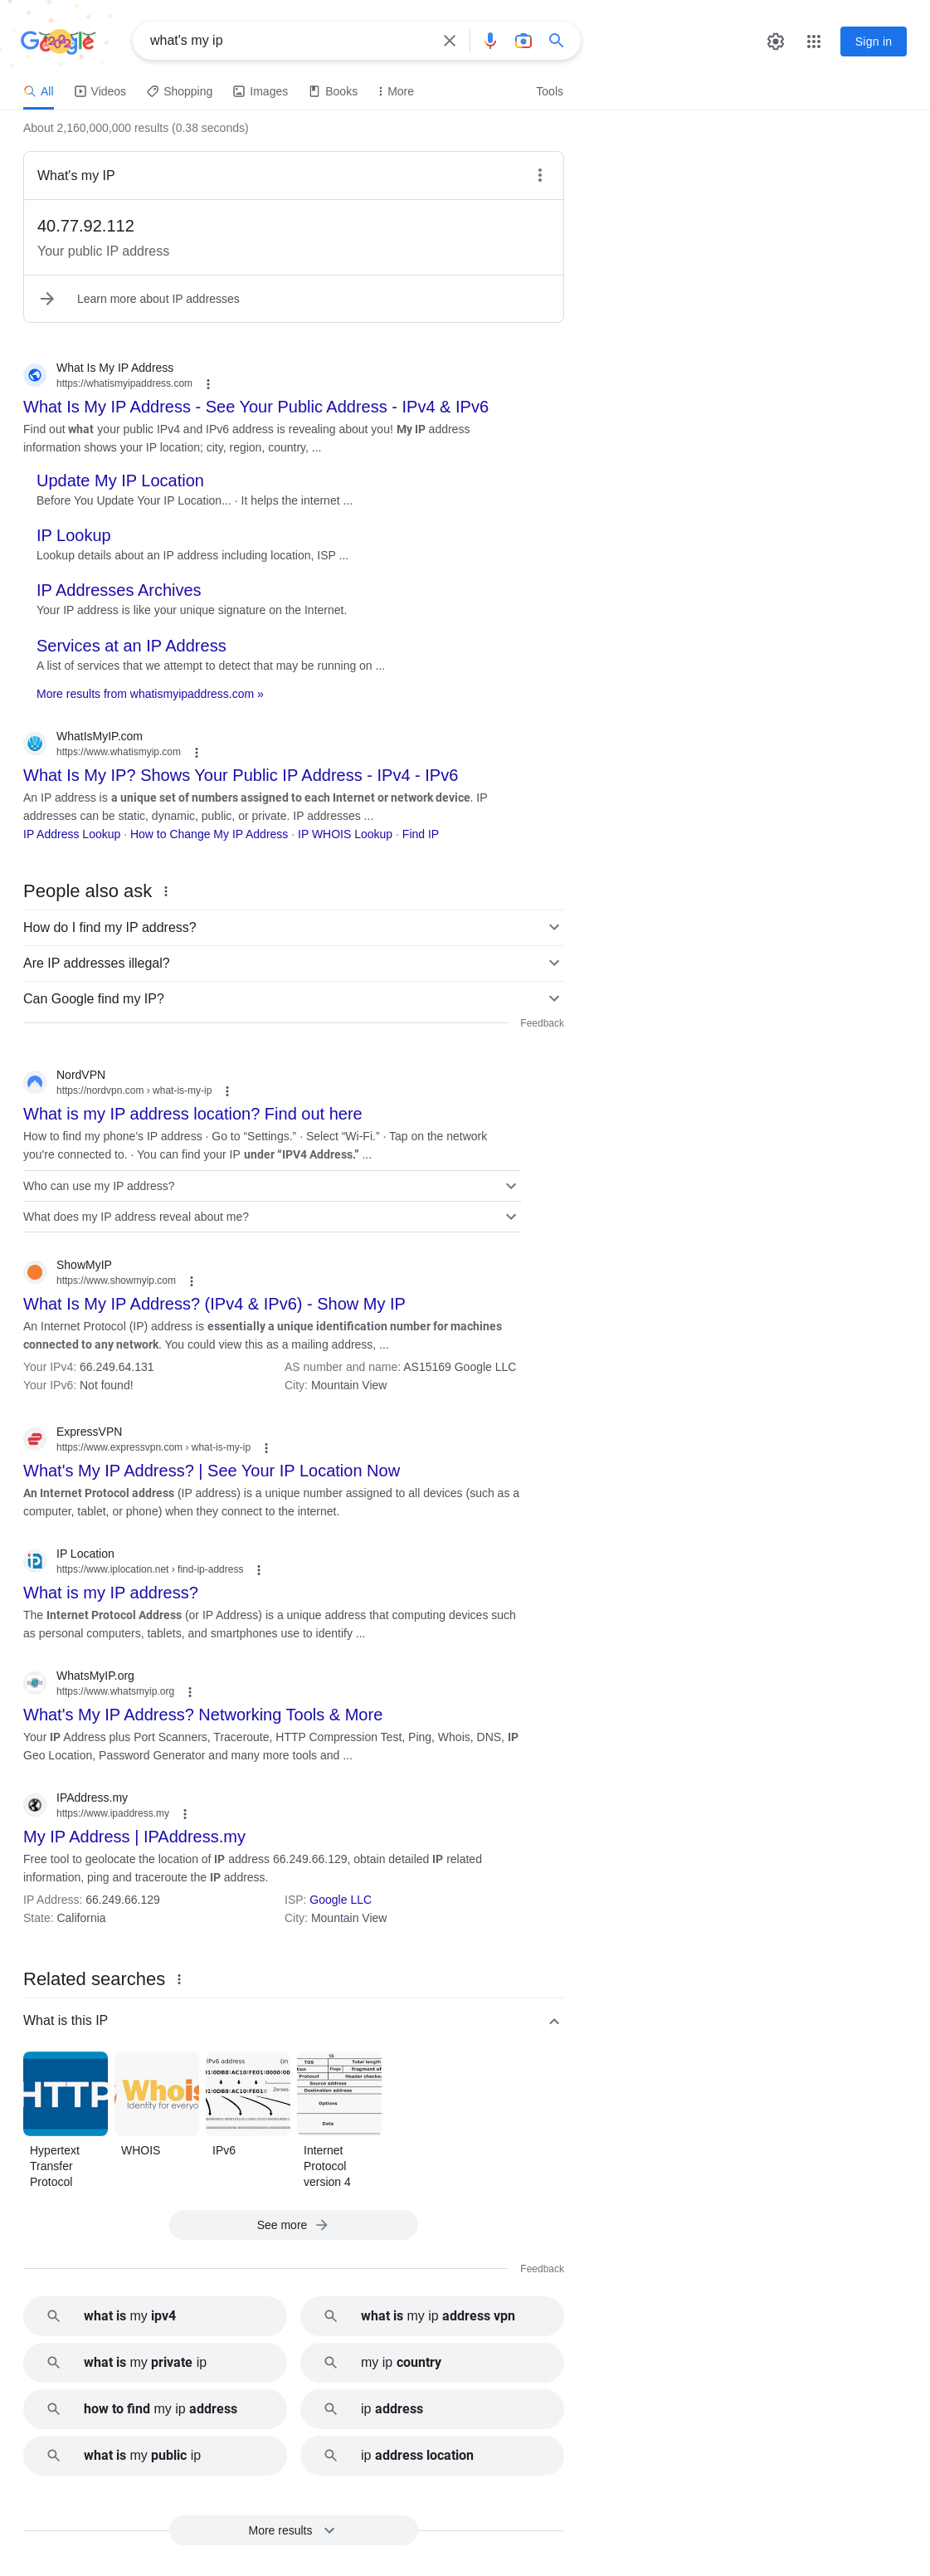 Google
2022
what's my ip
Sign in
All
Videos
Shopping
Images
Books
More
Tools
About 2,160,000,000 results (0.38 seconds)
What's my IP
40.77.92.112
Your public IP address
Learn more about IP addresses
What Is My IP Address
https://whatismyipaddress.com
What Is My IP Address - See Your Public Address - IPv4 & IPv6
Find out what your public IPv4 and IPv6 address is revealing about you! My IP address
information shows your IP location; city, region, country, ...
Update My IP Location
Before You Update Your IP Location... · It helps the internet ...
IP Lookup
Lookup details about an IP address including location, ISP ...
IP Addresses Archives
Your IP address is like your unique signature on the Internet.
Services at an IP Address
A list of services that we attempt to detect that may be running on ...
More results from whatismyipaddress.com »
WhatIsMyIP.com
https://www.whatismyip.com
What Is My IP? Shows Your Public IP Address - IPv4 - IPv6
An IP address is a unique set of numbers assigned to each Internet or network device. IP
addresses can be static, dynamic, public, or private. IP addresses ...
IP Address Lookup · How to Change My IP Address · IP WHOIS Lookup · Find IP
People also ask
How do I find my IP address?
Are IP addresses illegal?
Can Google find my IP?
Feedback
NordVPN
https://nordvpn.com › what-is-my-ip
What is my IP address location? Find out here
How to find my phone's IP address · Go to “Settings.” · Select “Wi-Fi.” · Tap on the network
you're connected to. · You can find your IP under “IPV4 Address.” ...
Who can use my IP address?
What does my IP address reveal about me?
ShowMyIP
https://www.showmyip.com
What Is My IP Address? (IPv4 & IPv6) - Show My IP
An Internet Protocol (IP) address is essentially a unique identification number for machines
connected to any network. You could view this as a mailing address, ...
Your IPv4: 66.249.64.131
AS number and name: AS15169 Google LLC
Your IPv6: Not found!
City: Mountain View
ExpressVPN
https://www.expressvpn.com › what-is-my-ip
What's My IP Address? | See Your IP Location Now
An Internet Protocol address (IP address) is a unique number assigned to all devices (such as a
computer, tablet, or phone) when they connect to the internet.
IP Location
https://www.iplocation.net › find-ip-address
What is my IP address?
The Internet Protocol Address (or IP Address) is a unique address that computing devices such
as personal computers, tablets, and smartphones use to identify ...
WhatsMyIP.org
https://www.whatsmyip.org
What's My IP Address? Networking Tools & More
Your IP Address plus Port Scanners, Traceroute, HTTP Compression Test, Ping, Whois, DNS, IP
Geo Location, Password Generator and many more tools and ...
IPAddress.my
https://www.ipaddress.my
My IP Address | IPAddress.my
Free tool to geolocate the location of IP address 66.249.66.129, obtain detailed IP related
information, ping and traceroute the IP address.
IP Address: 66.249.66.129
ISP: Google LLC
State: California
City: Mountain View
Related searches
What is this IP
HTTP
Whois
Identity for everyo
IPv6 address (in
Zeroes
16
TOS Total length
Flags Fragment of
Protocol Header checksu
Source address
Destination address
Options
Data
Hypertext
Transfer
Protocol
WHOIS
IPv6
Internet
Protocol
version 4
See more
Feedback
what is my ipv4
what is my ip address vpn
what is my private ip
my ip country
how to find my ip address
ip address
what is my public ip
ip address location
More results